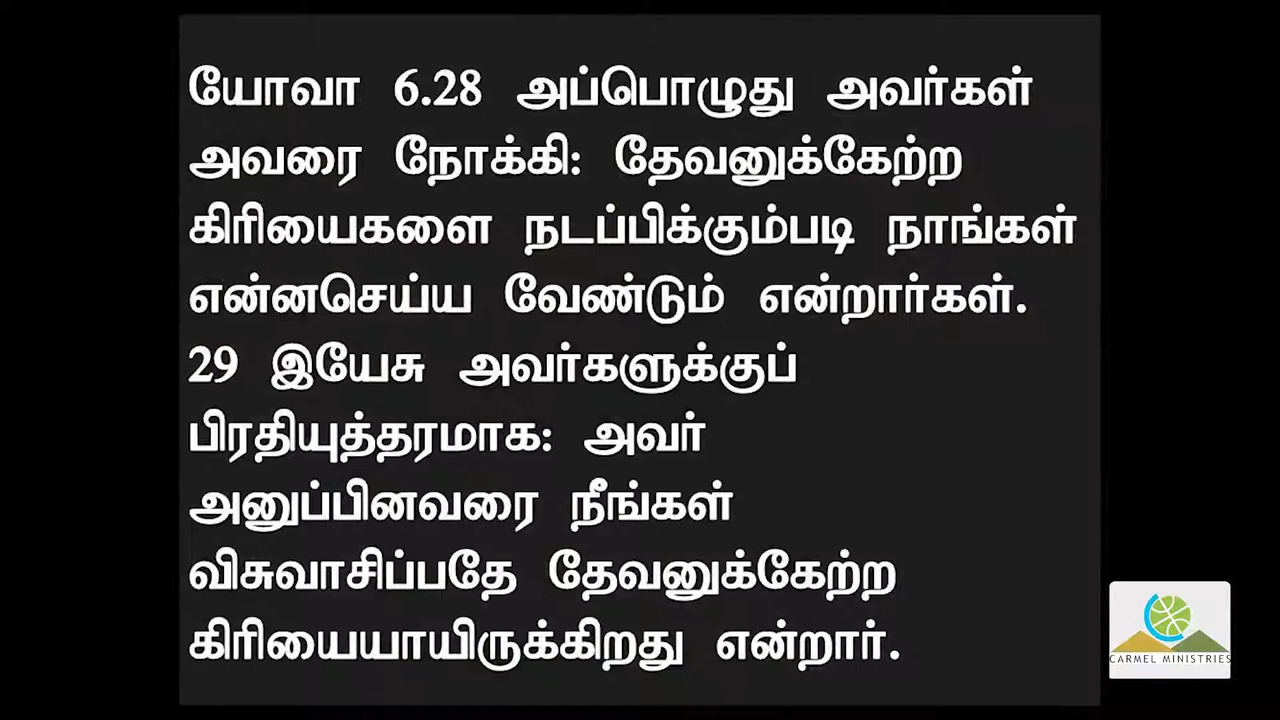 யோவா 6.28 அப்பொழுது அவர்கள்
அவரை நோக்கி: தேவனுக்கேற்ற
கிரியைகளை நடப்பிக்கும்படி நாங்கள்
என்னசெய்ய வேண்டும் என்றார்கள்.
29 இயேசு அவர்களுக்குப்
பிரதியுத்தரமாக: அவர்
அனுப்பினவரை நீங்கள்
விசுவாசிப்பதே தேவனுக்கேற்ற
கிரியையாயிருக்கிறது என்றார்.
CARMEL MINISTRIES